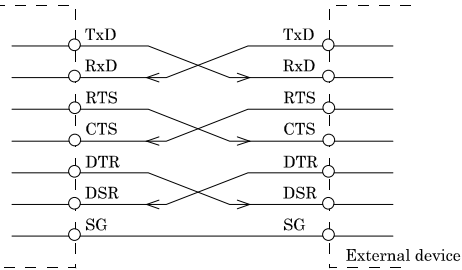 TxD TxD
RxD RxD
RTS RTS
CTS CTS
DTR DTR
DSR DSR
SG SG
External device